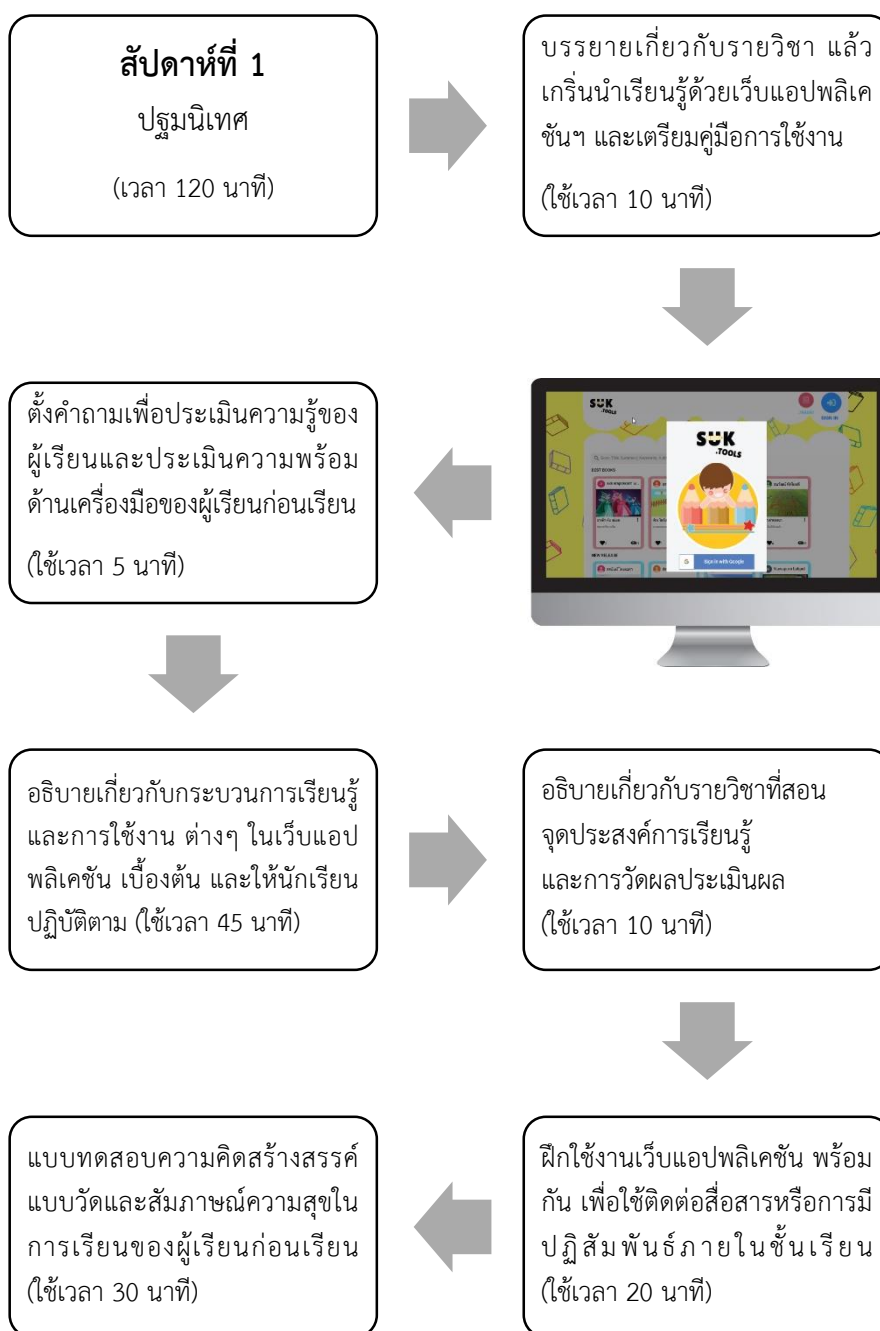 สัปดาห์ที่ 1
ปฐมนิเทศ
(เวลา 120 นาที)
บรรยายเกี่ยวกับรายวิชา แล้ว
เกริ่นนำเรียนรู้ด้วยเว็บแอปพลิเค
ชันฯ และเตรียมคู่มือการใช้งาน
(ใช้เวลา 10 นาที)
SUK
.TOOLS
SIGN IN
SUK
.TOOLS
BEST BOOKS
NEW RELEASE
G Sign in with Google
ตั้งคำถามเพื่อประเมินความรู้ของ
ผู้เรียนและประเมินความพร้อม
ด้านเครื่องมือของผู้เรียนก่อนเรียน
(ใช้เวลา 5 นาที)
อธิบายเกี่ยวกับกระบวนการเรียนรู้
และการใช้งาน ต่างๆ ในเว็บแอป
พลิเคชัน เบื้องต้น และให้นักเรียน
ปฏิบัติตาม (ใช้เวลา 45 นาที)
อธิบายเกี่ยวกับรายวิชาที่สอน
จุดประสงค์การเรียนรู้
และการวัดผลประเมินผล
(ใช้เวลา 10 นาที)
ฝึกใช้งานเว็บแอปพลิเคชัน พร้อม
กัน เพื่อใช้ติดต่อสื่อสารหรือการมี
ปฏิสัมพันธ์ภายในชั้นเรียน
(ใช้เวลา 20 นาที)
แบบทดสอบความคิดสร้างสรรค์
แบบวัดและสัมภาษณ์ความสุขใน
การเรียนของผู้เรียนก่อนเรียน
(ใช้เวลา 30 นาที)